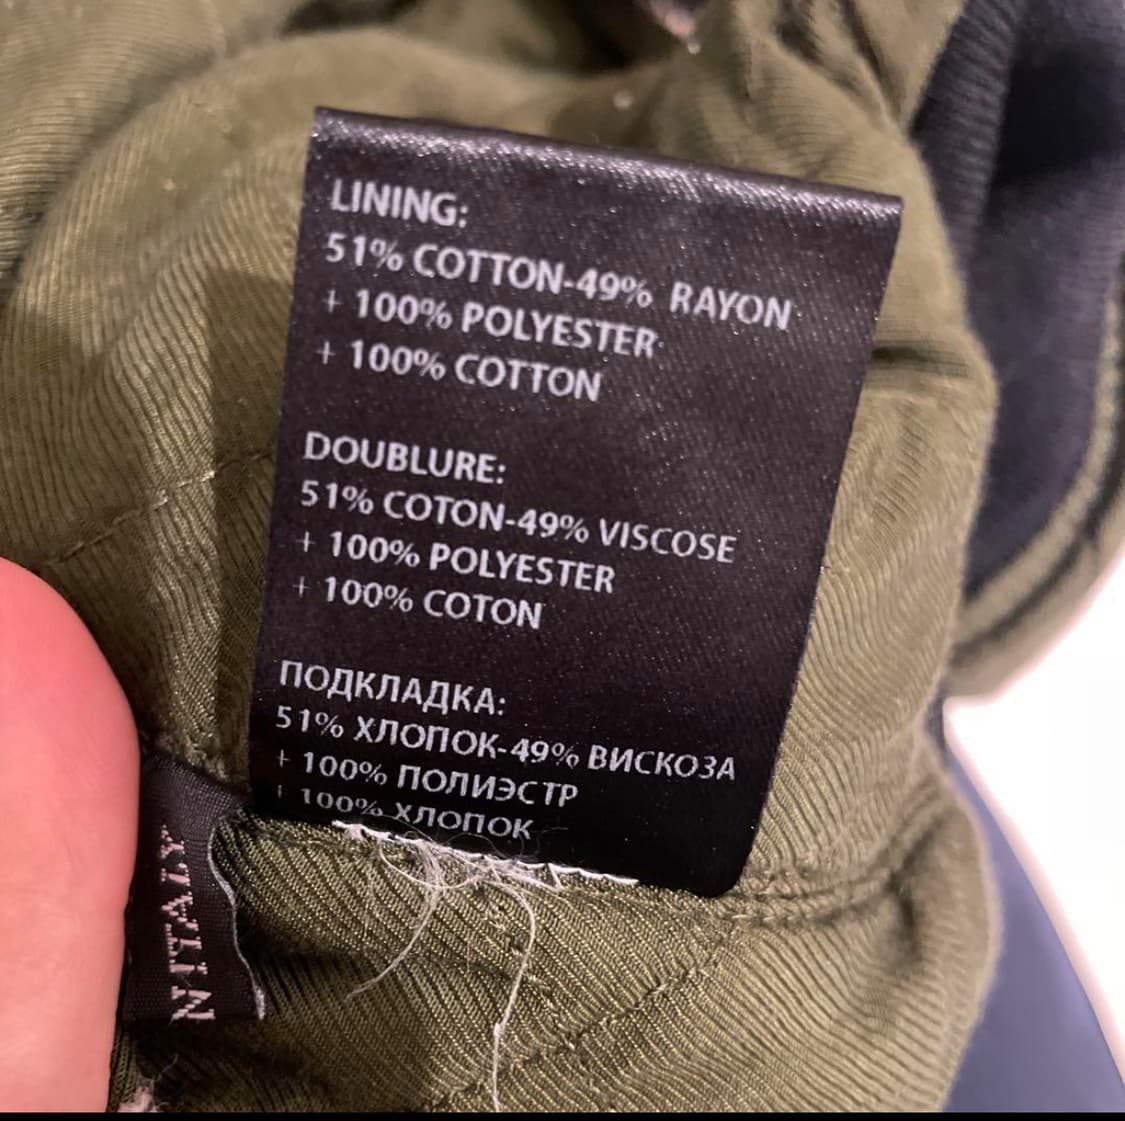 LINING:
51% COTTON-49% RAYON
+ 100% POLYESTER
+ 100% COTTON
DOUBLURE:
51% COTON-49% VISCOSE
+ 100% POLYESTER
+ 100% COTON
ПОДКЛАДКА:
51% ХЛОПОК-49% ВИСКОЗА
+ 100% ПОЛИЭСТР
+ 100% ХЛОПОК
N ITALY